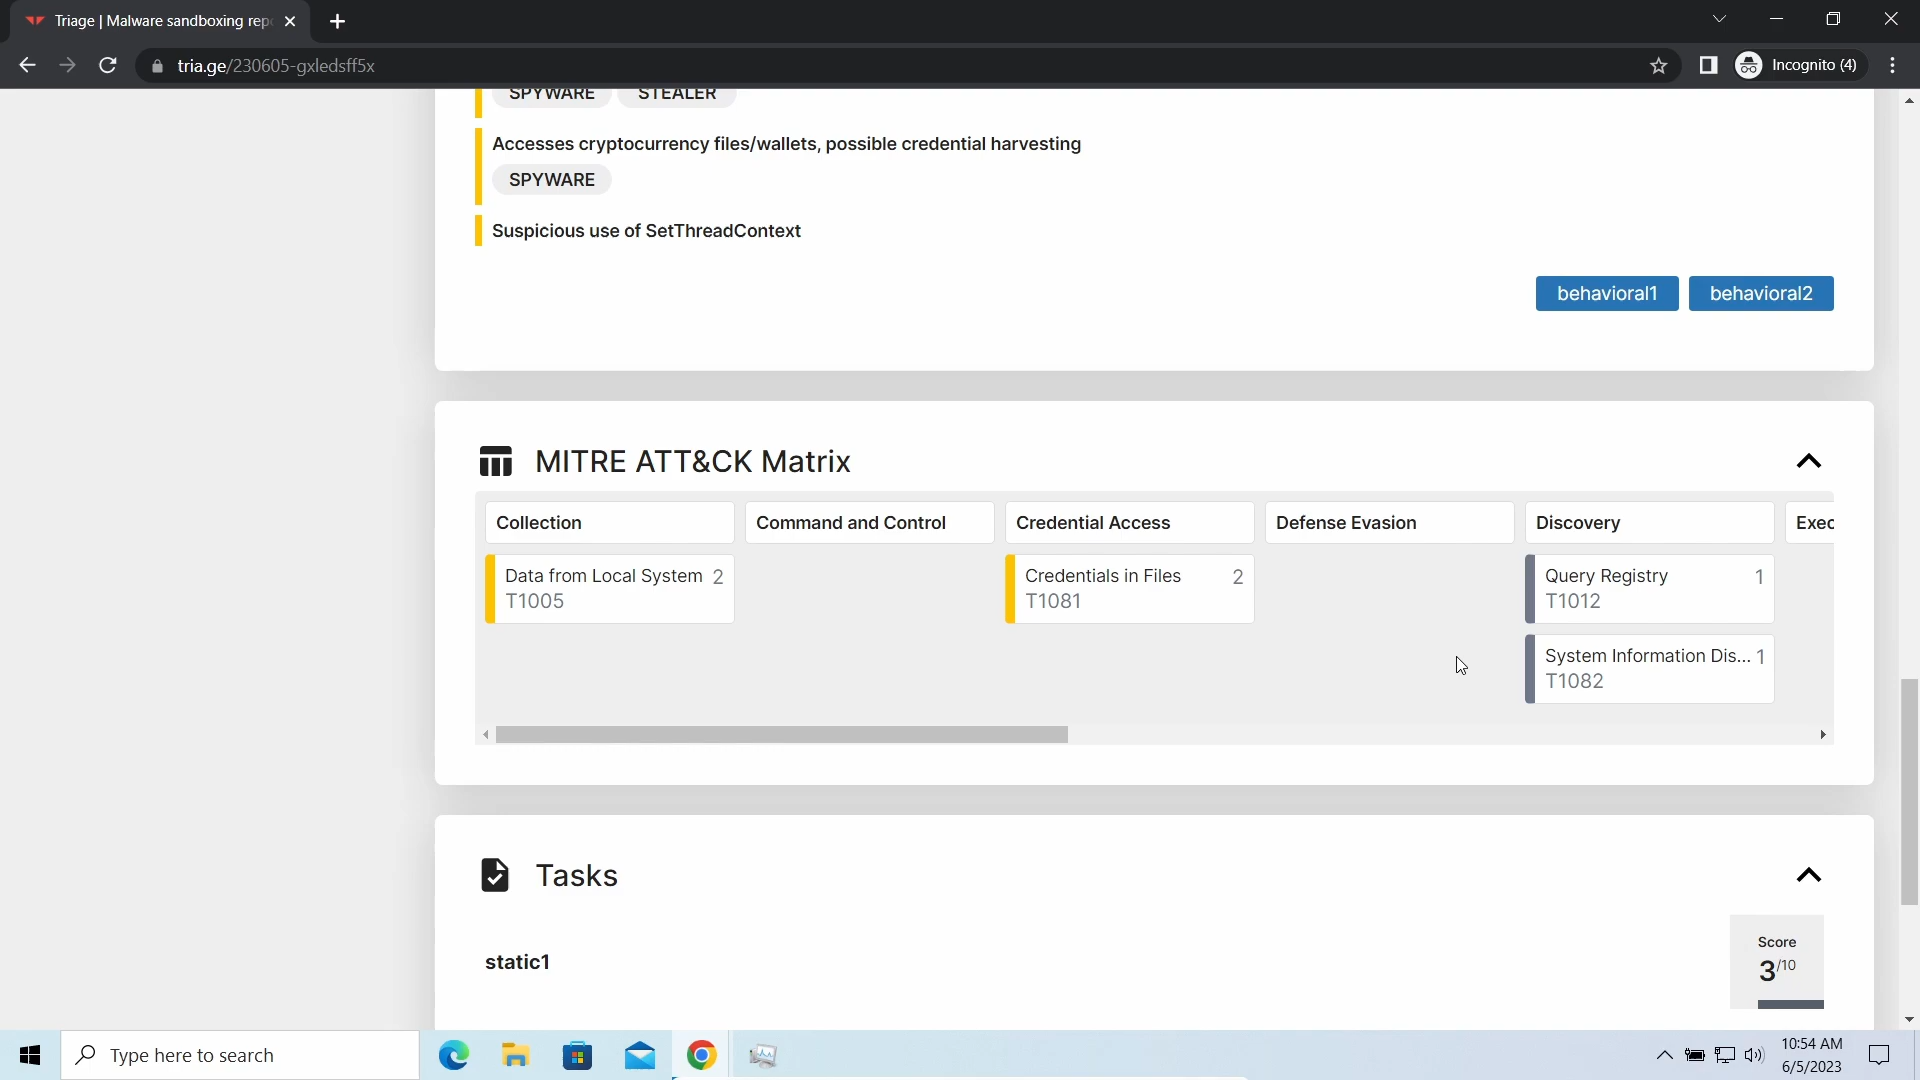 Triage | Malware sandboxing rep
tria.ge/230605-gxledsff5x
Incognito (4)
SPYWARE STEALER
Accesses cryptocurrency files/wallets, possible credential harvesting
SPYWARE
Suspicious use of SetThreadContext
behavioral1 behavioral2
MITRE ATT&CK Matrix
Collection Command and Control Credential Access Defense Evasion Discovery Exec
Data from Local System 2 Credentials in Files 2 Query Registry 1
T1005 T1081 T1012
System Information Dis... 1
T1082
Tasks
Score
static1
3/10
Type here to search
10:54 AM
6/5/2023